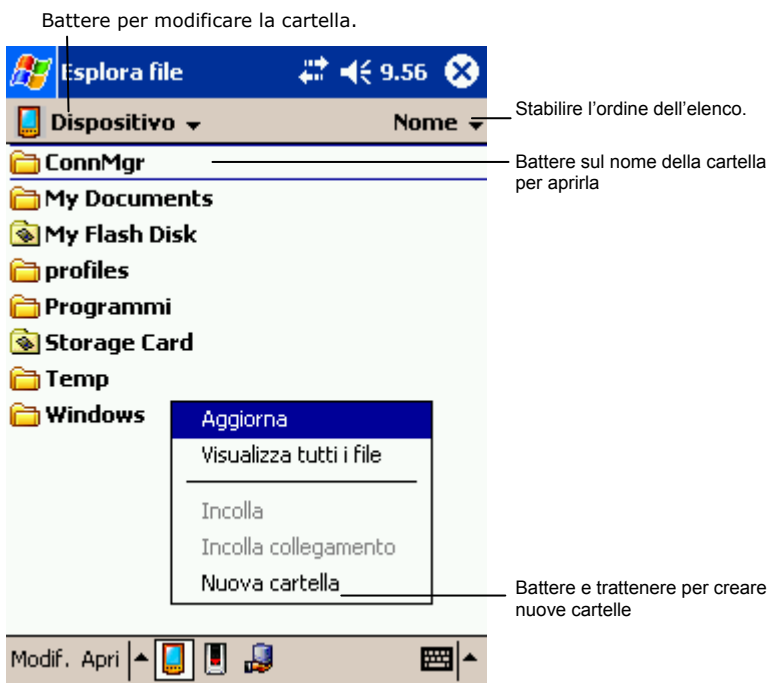 Battere per modificare la cartella.
Esplora file 9.56
Dispositivo Nome
Stabilire l'ordine dell'elenco.
ConnMgr
Battere sul nome della cartella
per aprirla
My Documents
My Flash Disk
profiles
Programmi
Storage Card
Temp
Windows
Aggiorna
Visualizza tutti i file
Incolla
Incolla collegamento
Nuova cartella
Battere e trattenere per creare
nuove cartelle
Modif. Apri